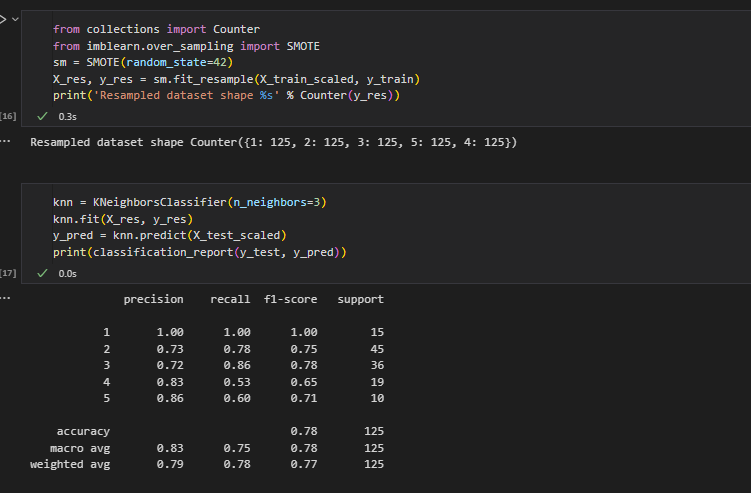 from collections import Counter
from imblearn.over_sampling import SMOTE
sm = SMOTE(random_state=42)
X_res, y_res = sm.fit_resample(X_train_scaled, y_train)
print('Resampled dataset shape %s' % Counter(y_res))
[16] ✓ 0.3s
... Resampled dataset shape Counter({1: 125, 2: 125, 3: 125, 5: 125, 4: 125})
knn = KNeighborsClassifier(n_neighbors=3)
knn.fit(X_res, y_res)
y_pred = knn.predict(X_test_scaled)
print(classification_report(y_test, y_pred))
[17] ✓ 0.0s
... precision recall f1-score support
1 1.00 1.00 1.00 15
2 0.73 0.78 0.75 45
3 0.72 0.86 0.78 36
4 0.83 0.53 0.65 19
5 0.86 0.60 0.71 10
accuracy 0.78 125
macro avg 0.83 0.75 0.78 125
weighted avg 0.79 0.78 0.77 125